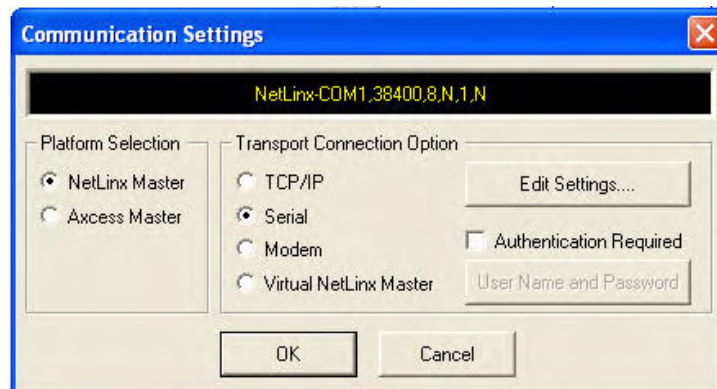 Communication Settings
NetLinx-COM1,38400,8,N,1,N
Platform Selection
NetLinx Master
Axcess Master
Transport Connection Option
TCP/IP
Serial
Modem
Virtual NetLinx Master
Edit Settings....
Authentication Required
User Name and Password
OK
Cancel